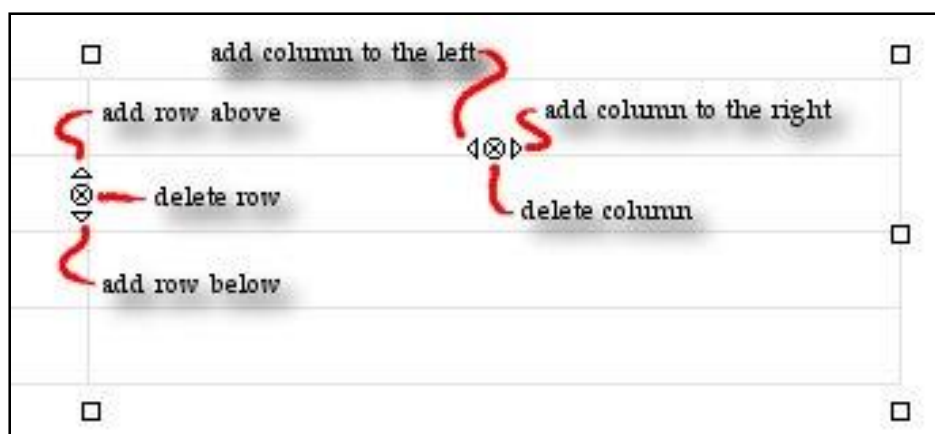 add column to the left
add row above
add column to the right
delete row
delete column
add row below